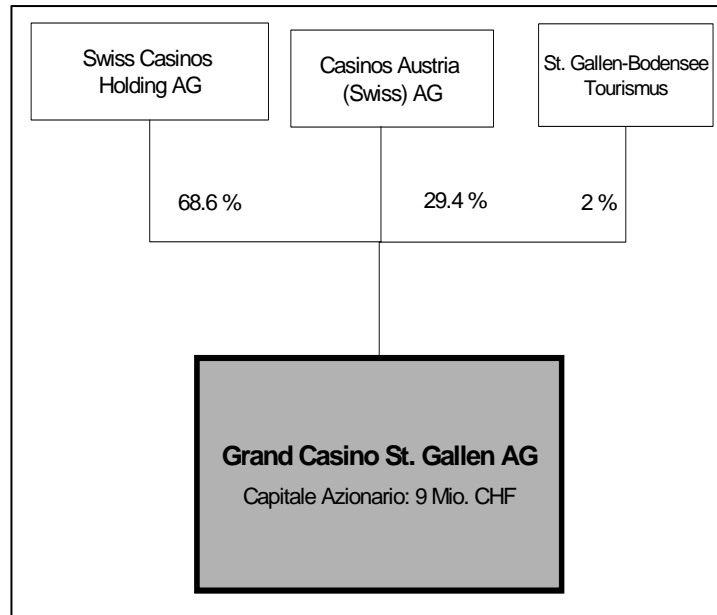 Swiss Casinos
Holding AG
Casinos Austria
(Swiss) AG
St. Gallen-Bodensee
Tourismus
68.6 %
29.4 %
2 %
Grand Casino St. Gallen AG
Capitale Azionario: 9 Mio. CHF